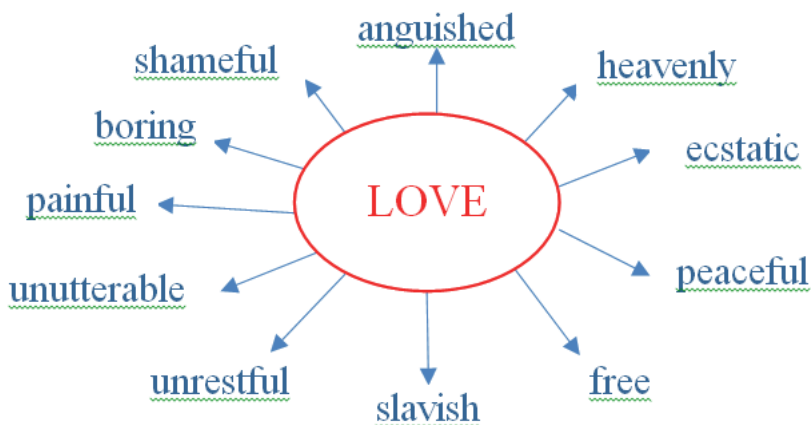 anguished
shameful
heavenly
boring
ecstatic
painful
LOVE
peaceful
unutterable
unrestful
free
slavish